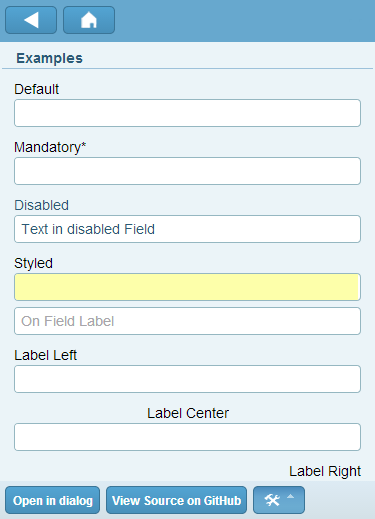 Examples
Default
Mandatory*
Disabled
Text in disabled Field
Styled
On Field Label
Label Left
Label Center
Label Right
Open in dialog
View Source on GitHub